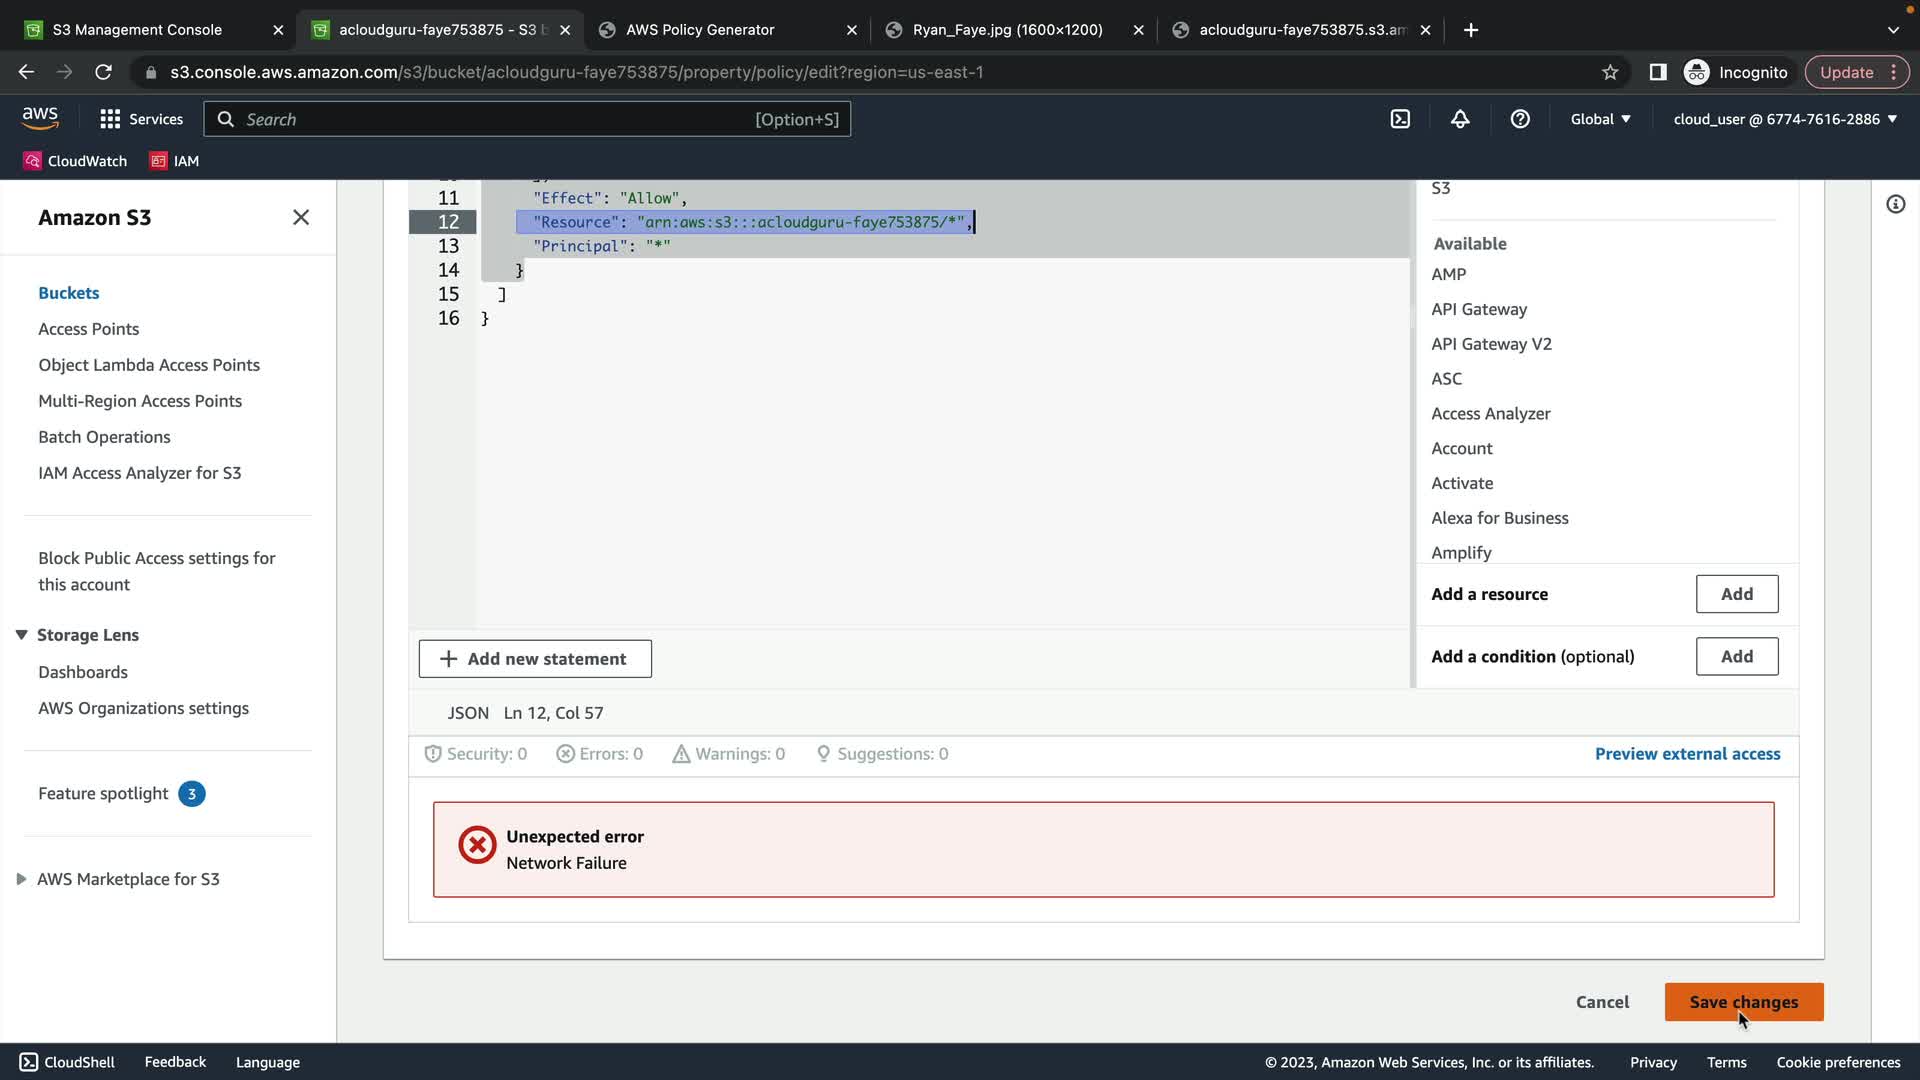 S3 Management Console
acloudguru-faye753875 - S3 b
AWS Policy Generator
Ryan_Faye.jpg (1600×1200)
acloudguru-faye753875.s3.am
s3.console.aws.amazon.com/s3/bucket/acloudguru-faye753875/property/policy/edit?region=us-east-1
Incognito
Update
aws
Services
Search
[Option+S]
Global
cloud_user @ 6774-7616-2886
CloudWatch
IAM
Amazon S3
Buckets
Access Points
Object Lambda Access Points
Multi-Region Access Points
Batch Operations
IAM Access Analyzer for S3
Block Public Access settings for
this account
Storage Lens
Dashboards
AWS Organizations settings
Feature spotlight 3
AWS Marketplace for S3
11 "Effect": "Allow",
12 "Resource": "arn:aws:s3:::acloudguru-faye753875/*",
13 "Principal": "*"
14 }
15 ]
16 }
S3
Available
AMP
API Gateway
API Gateway V2
ASC
Access Analyzer
Account
Activate
Alexa for Business
Amplify
Add a resource
Add
Add a condition (optional)
Add
+ Add new statement
JSON Ln 12, Col 57
Security: 0
Errors: 0
Warnings: 0
Suggestions: 0
Preview external access
Unexpected error
Network Failure
Cancel
Save changes
CloudShell
Feedback
Language
© 2023, Amazon Web Services, Inc. or its affiliates.
Privacy
Terms
Cookie preferences